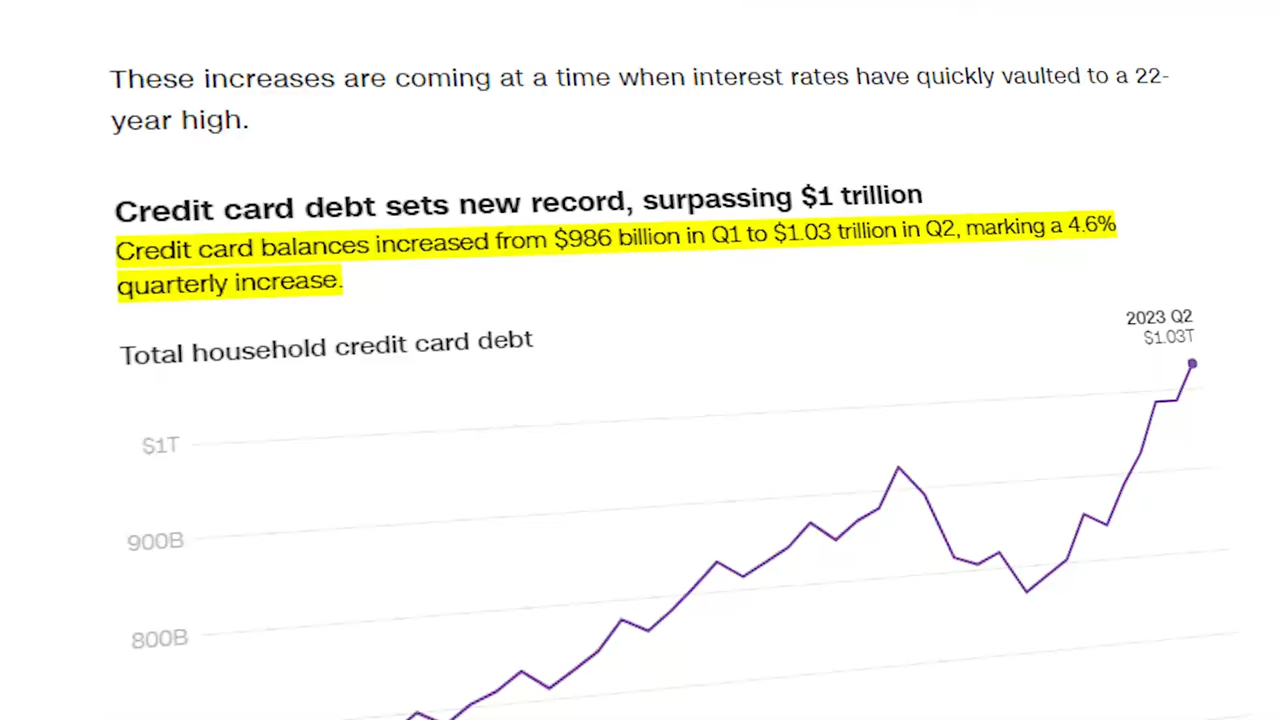 These increases are coming at a time when interest rates have quickly vaulted to a 22-
year high.
Credit card debt sets new record, surpassing $1 trillion
Credit card balances increased from $986 billion in Q1 to $1.03 trillion in Q2, marking a 4.6%
quarterly increase.
Total household credit card debt
2023 Q2
$1.03T
$1T
900B
800B